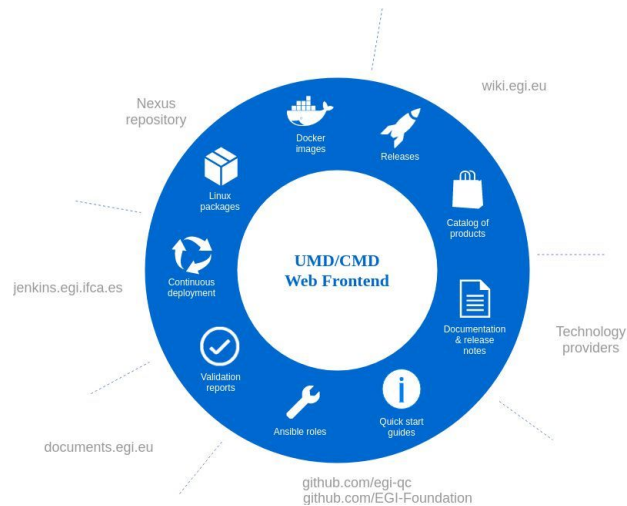 wiki.egi.eu
Nexus
repository
Docker
images
Releases
Linux
packages
Catalog of
products
UMD/CMD
Web Frontend
Continuous
deployment
jenkins.egi.ifca.es
Documentation
& release
notes
Technology
providers
Validation
reports
Ansible roles
Quick start
guides
documents.egi.eu
github.com/egi-qc
github.com/EGI-Foundation